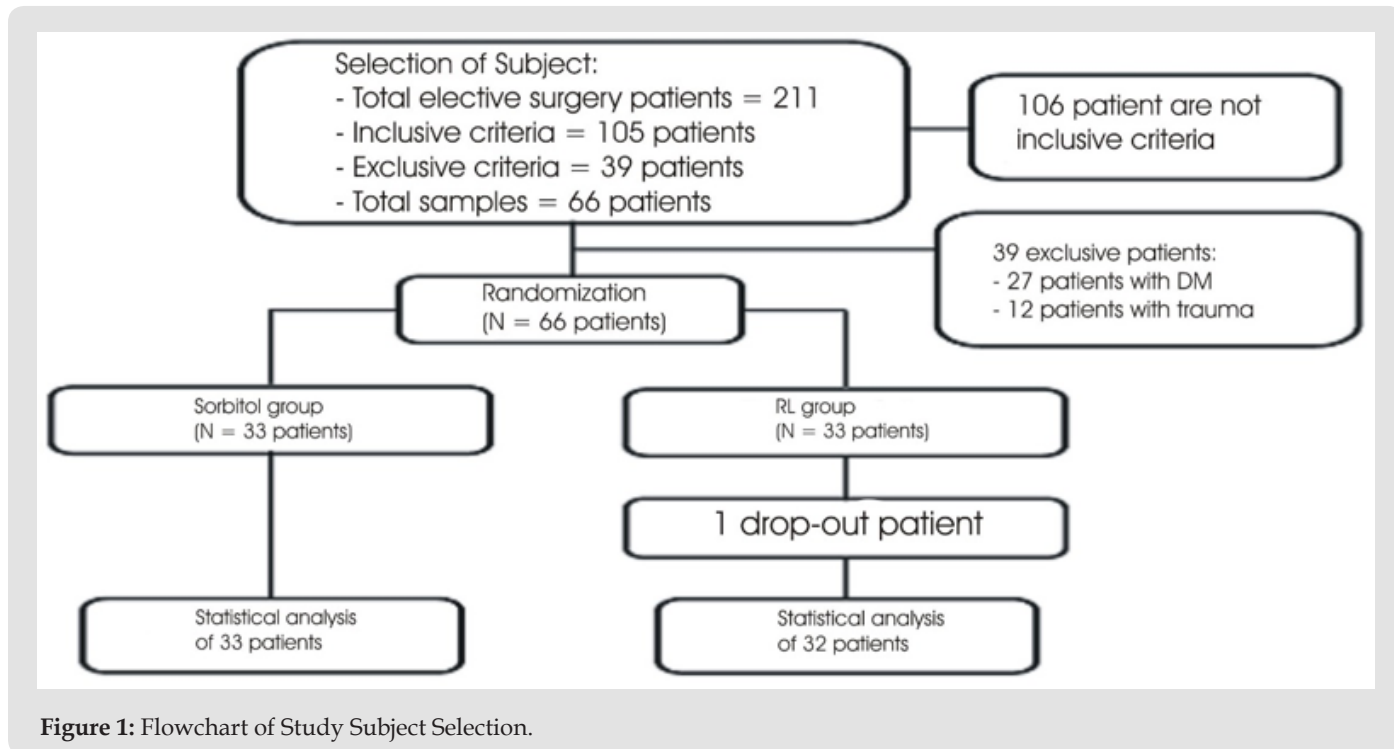 Selection of Subject:
- Total elective surgery patients = 211
- Inclusive criteria = 105 patients
- Exclusive criteria = 39 patients
- Total samples = 66 patients
106 patient are not
inclusive criteria
39 exclusive patients:
- 27 patients with DM
- 12 patients with trauma
Randomization
(N = 66 patients)
Sorbitol group
(N = 33 patients)
RL group
(N = 33 patients)
1 drop-out patient
Statistical analysis
of 33 patients
Statistical analysis
of 32 patients
Figure 1: Flowchart of Study Subject Selection.